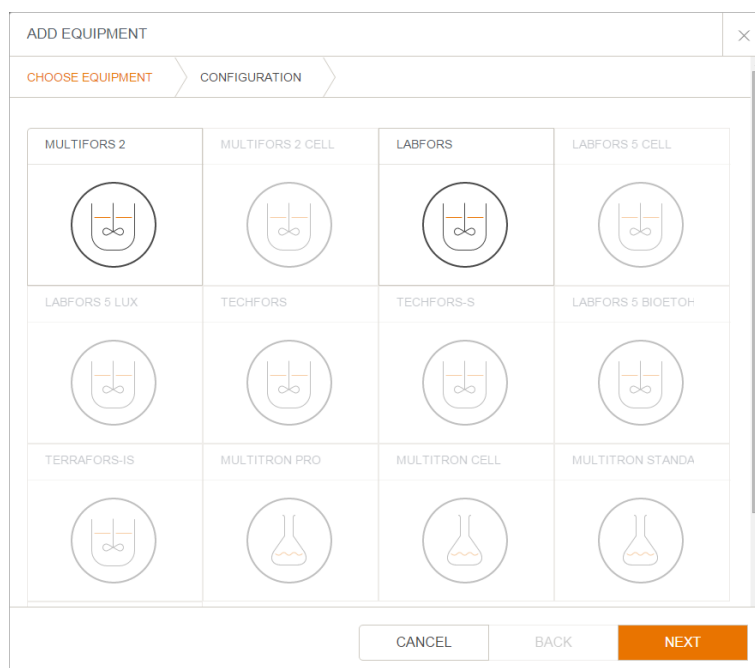 ADD EQUIPMENT
CHOOSE EQUIPMENT CONFIGURATION
MULTIFORS 2 MULTIFORS 2 CELL LABFORS LABFORS 5 CELL
LABFORS 5 LUX TECHFORS TECHFORS-S LABFORS 5 BIOETOH
TERRAFORS-IS MULTITRON PRO MULTITRON CELL MULTITRON STANDA
CANCEL BACK NEXT